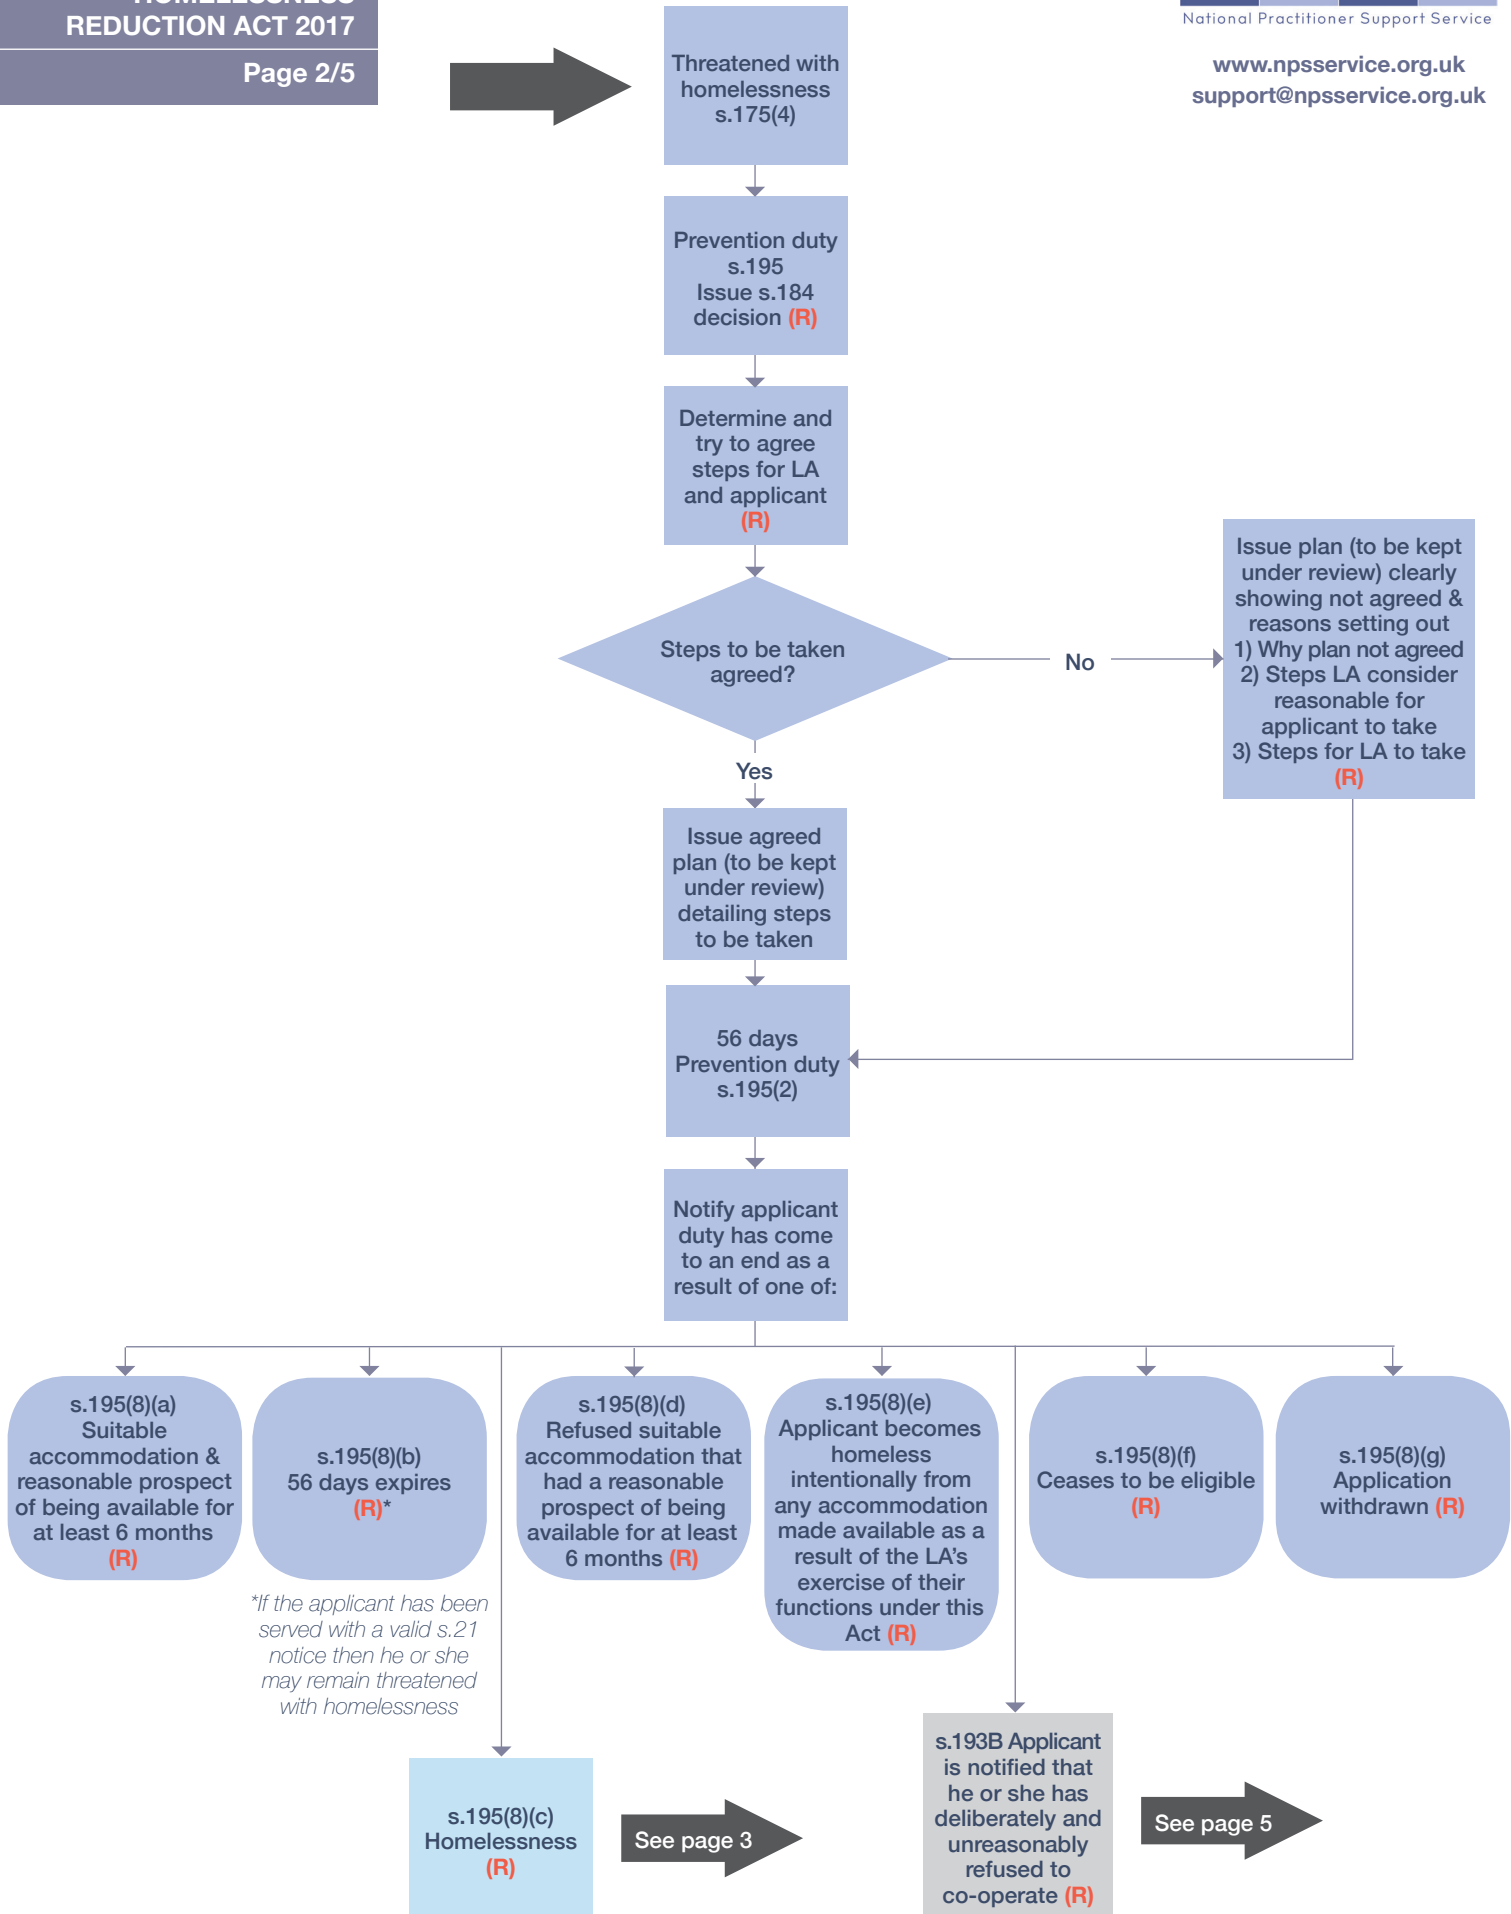 HOMELESSNESS
REDUCTION ACT 2017
Page 2/5
National Practitioner Support Service
www.npsservice.org.uk
support@npsservice.org.uk
Threatened with
homelessness
s.175(4)
Prevention duty
s.195
Issue s.184
decision (R)
Determine and
try to agree
steps for LA
and applicant
(R)
Steps to be taken
agreed?
No
Issue plan (to be kept
under review) clearly
showing not agreed &
reasons setting out
1) Why plan not agreed
2) Steps LA consider
reasonable for
applicant to take
3) Steps for LA to take
(R)
Yes
Issue agreed
plan (to be kept
under review)
detailing steps
to be taken
56 days
Prevention duty
s.195(2)
Notify applicant
duty has come
to an end as a
result of one of:
s.195(8)(a)
Suitable
accommodation &
reasonable prospect
of being available for
at least 6 months
(R)
s.195(8)(b)
56 days expires
(R)*
*If the applicant has been
served with a valid s.21
notice then he or she
may remain threatened
with homelessness
s.195(8)(d)
Refused suitable
accommodation that
had a reasonable
prospect of being
available for at least
6 months (R)
s.195(8)(e)
Applicant becomes
homeless
intentionally from
any accommodation
made available as a
result of the LA's
exercise of their
functions under this
Act (R)
s.195(8)(f)
Ceases to be eligible
(R)
s.195(8)(g)
Application
withdrawn (R)
s.195(8)(c)
Homelessness
(R)
See page 3
s.193B Applicant
is notified that
he or she has
deliberately and
unreasonably
refused to
co-operate (R)
See page 5